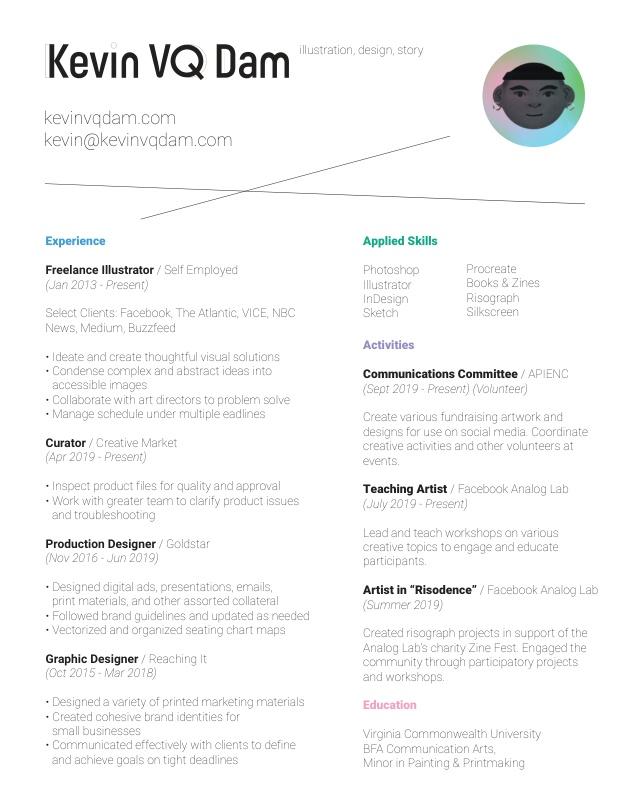 Kevin VQ Dam
illustration, design, story
kevinvqdam.com
kevin@kevinvqdam.com
Experience
Freelance Illustrator / Self Employed
(Jan 2013 - Present)
Select Clients: Facebook, The Atlantic, VICE, NBC
News, Medium, Buzzfeed
• Ideate and create thoughtful visual solutions
• Condense complex and abstract ideas into
accessible images
• Collaborate with art directors to problem solve
• Manage schedule under multiple eadlines
Curator / Creative Market
(Apr 2019 - Present)
• Inspect product files for quality and approval
• Work with greater team to clarify product issues
and troubleshooting
Production Designer / Goldstar
(Nov 2016 - Jun 2019)
• Designed digital ads, presentations, emails,
print materials, and other assorted collateral
• Followed brand guidelines and updated as needed
• Vectorized and organized seating chart maps
Graphic Designer / Reaching It
(Oct 2015 - Mar 2018)
• Designed a variety of printed marketing materials
• Created cohesive brand identities for
small businesses
• Communicated effectively with clients to define
and achieve goals on tight deadlines
Applied Skills
Photoshop
Illustrator
InDesign
Sketch
Procreate
Books & Zines
Risograph
Silkscreen
Activities
Communications Committee / APIENC
(Sept 2019 - Present) (Volunteer)
Create various fundraising artwork and
designs for use on social media. Coordinate
creative activities and other volunteers at
events.
Teaching Artist / Facebook Analog Lab
(July 2019 - Present)
Lead and teach workshops on various
creative topics to engage and educate
participants.
Artist in “Risodence” / Facebook Analog Lab
(Summer 2019)
Created risograph projects in support of the
Analog Lab's charity Zine Fest. Engaged the
community through participatory projects
and workshops.
Education
Virginia Commonwealth University
BFA Communication Arts,
Minor in Painting & Printmaking